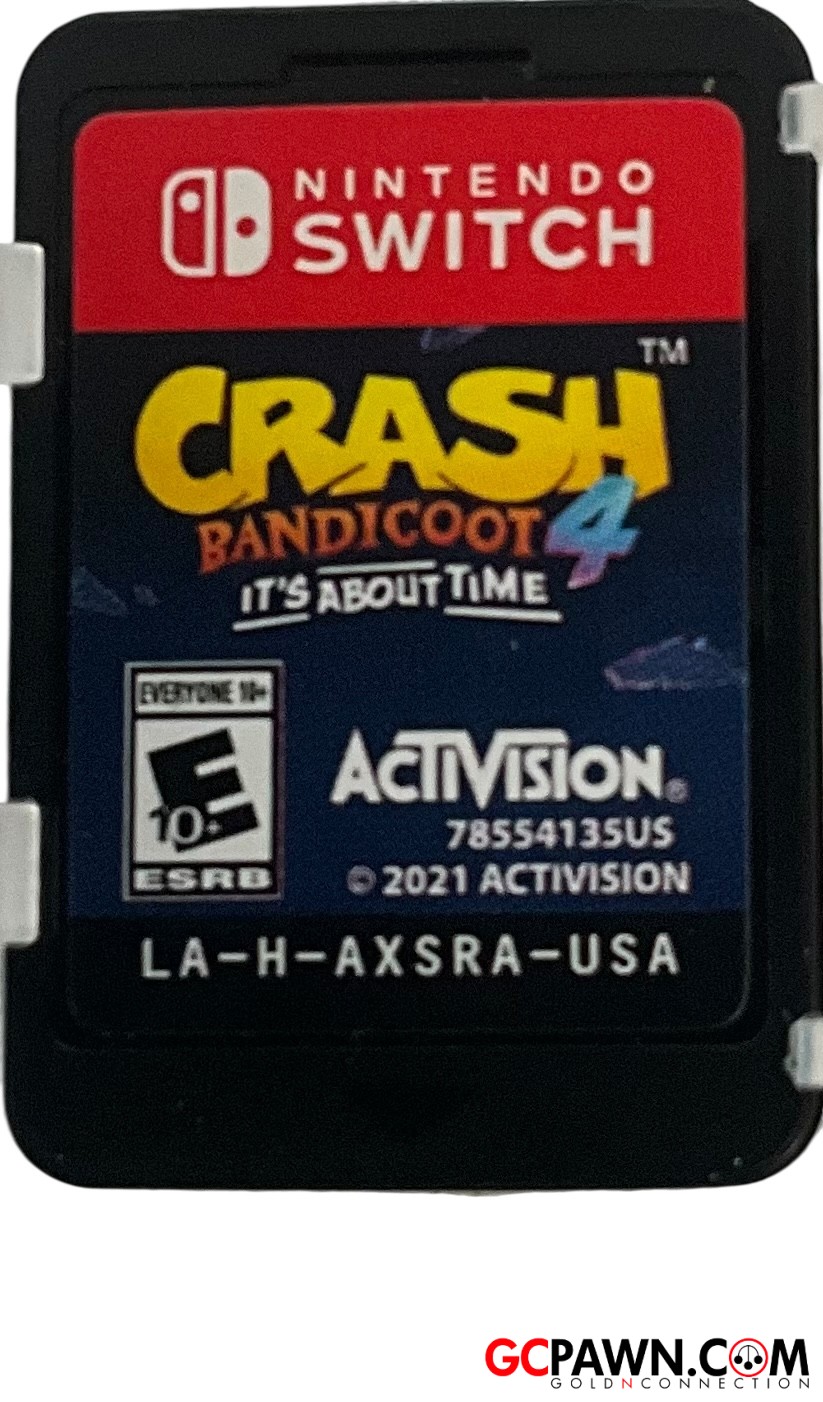 NINTENDO
SWITCH
TM
CRASH
BANDICOOT 4
IT'S ABOUT TIME
EVERYONE 10+
E
10+
ESRB
ACTIVISION®
78554135US
© 2021 ACTIVISION
LA-H-AXSRA-USA
GCPAWN.COM
GOLDNCONNECTION